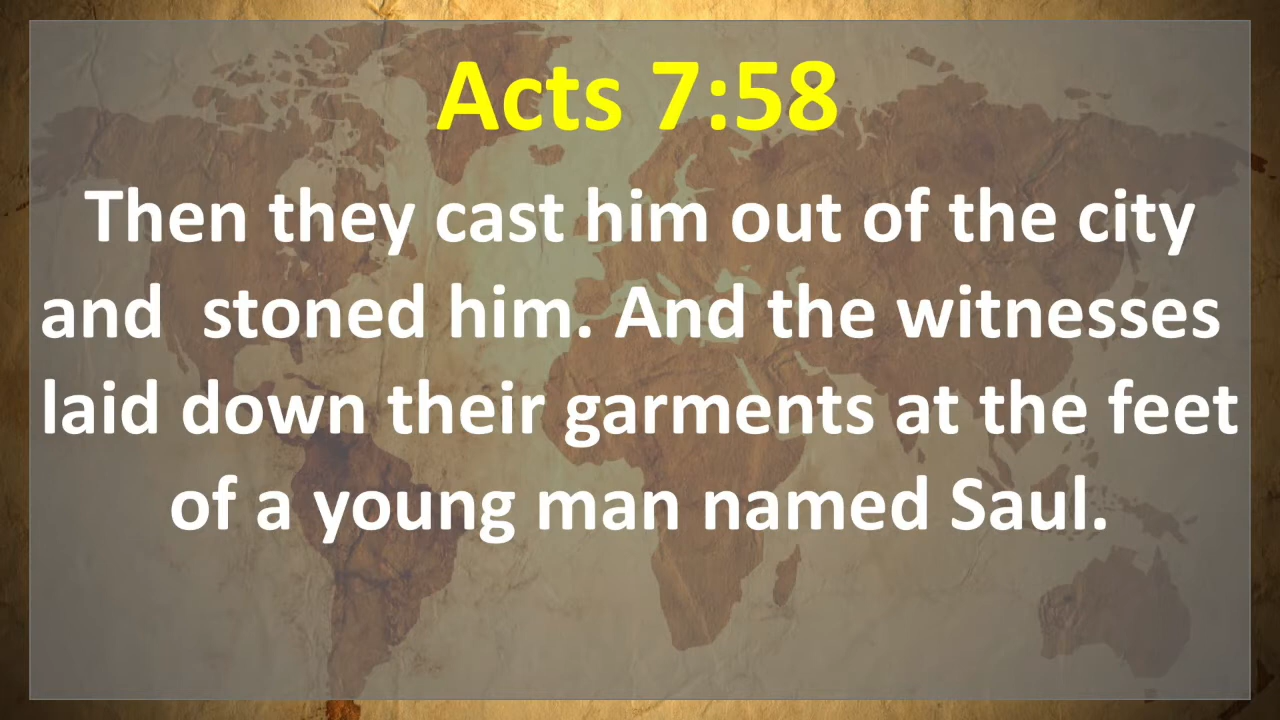 Acts 7:58
Then they cast him out of the city
and  stoned him. And the witnesses
laid down their garments at the feet
of a young man named Saul.